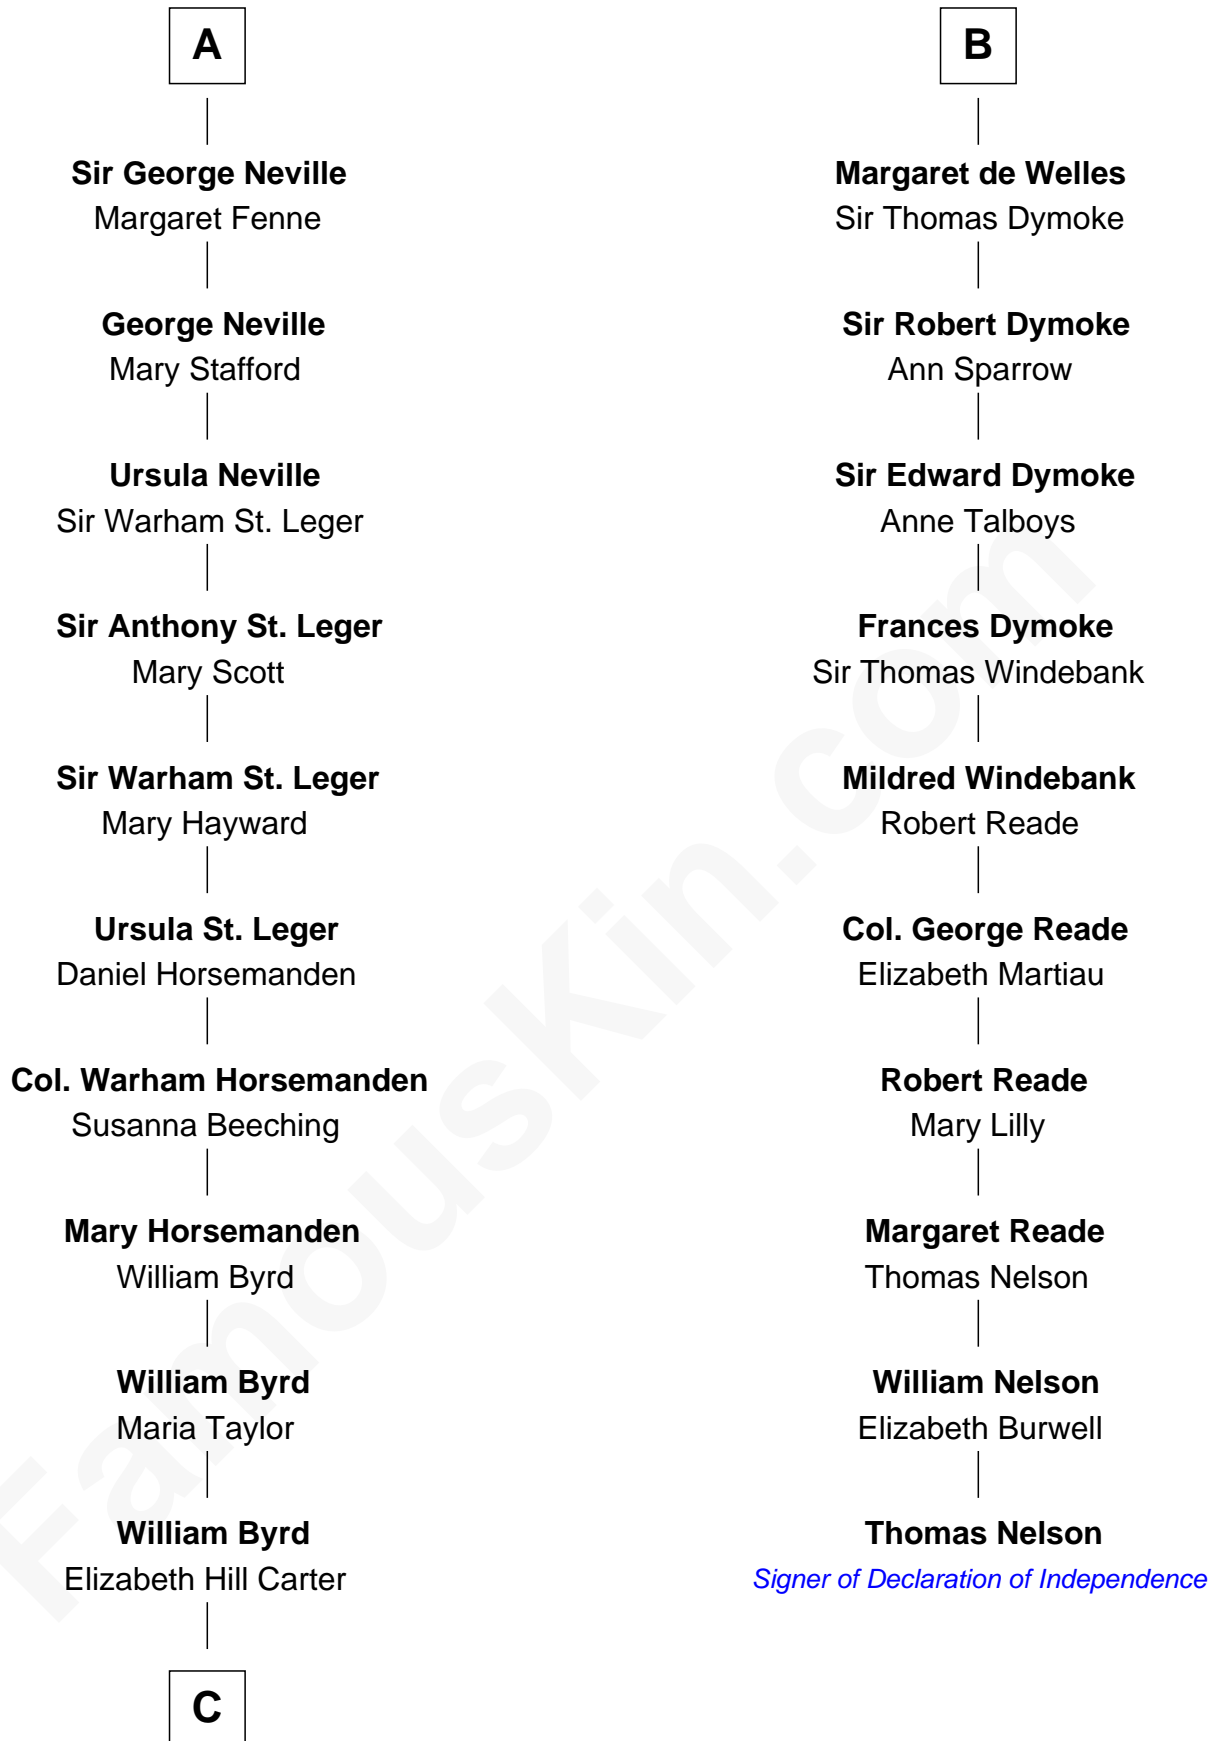 A
Sir George Neville
Margaret Fenne
George Neville
Mary Stafford
Ursula Neville
Sir Warham St. Leger
Sir Anthony St. Leger
Mary Scott
Sir Warham St. Leger
Mary Hayward
Ursula St. Leger
Daniel Horsemanden
Col. Warham Horsemanden
Susanna Beeching
Mary Horsemanden
William Byrd
William Byrd
Maria Taylor
William Byrd
Elizabeth Hill Carter
C
B
Margaret de Welles
Sir Thomas Dymoke
Sir Robert Dymoke
Ann Sparrow
Sir Edward Dymoke
Anne Talboys
Frances Dymoke
Sir Thomas Windebank
Mildred Windebank
Robert Reade
Col. George Reade
Elizabeth Martiau
Robert Reade
Mary Lilly
Margaret Reade
Thomas Nelson
William Nelson
Elizabeth Burwell
Thomas Nelson
Signer of Declaration of Independence
FamousKin.com